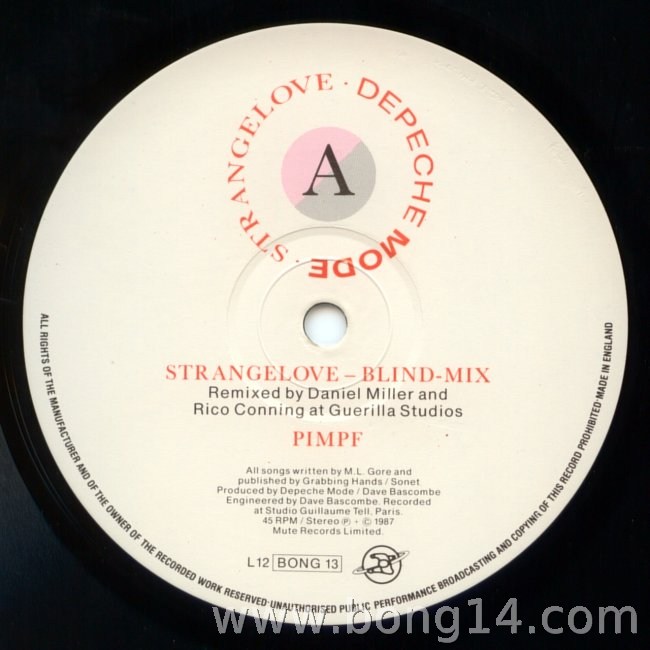 STRANGELOVE · DEPECHE MODE ·
A
STRANGELOVE – BLIND-MIX
Remixed by Daniel Miller and
Rico Conning at Guerilla Studios
PIMPF
All songs written by M.L. Gore and
published by Grabbing Hands / Sonet
Produced by Depeche Mode / Dave Bascombe
Engineered by Dave Bascombe. Recorded
at Studio Guillaume Tell, Paris.
45 RPM / Stereo ℗ + © 1987
Mute Records Limited.
L12 BONG 13
ALL RIGHTS OF THE MANUFACTURER AND OF THE OWNER OF THE RECORDED WORK RESERVED·UNAUTHORISED PUBLIC PERFORMANCE BROADCASTING AND COPYING OF THIS RECORD PROHIBITED·MADE IN ENGLAND
www.bong14.com